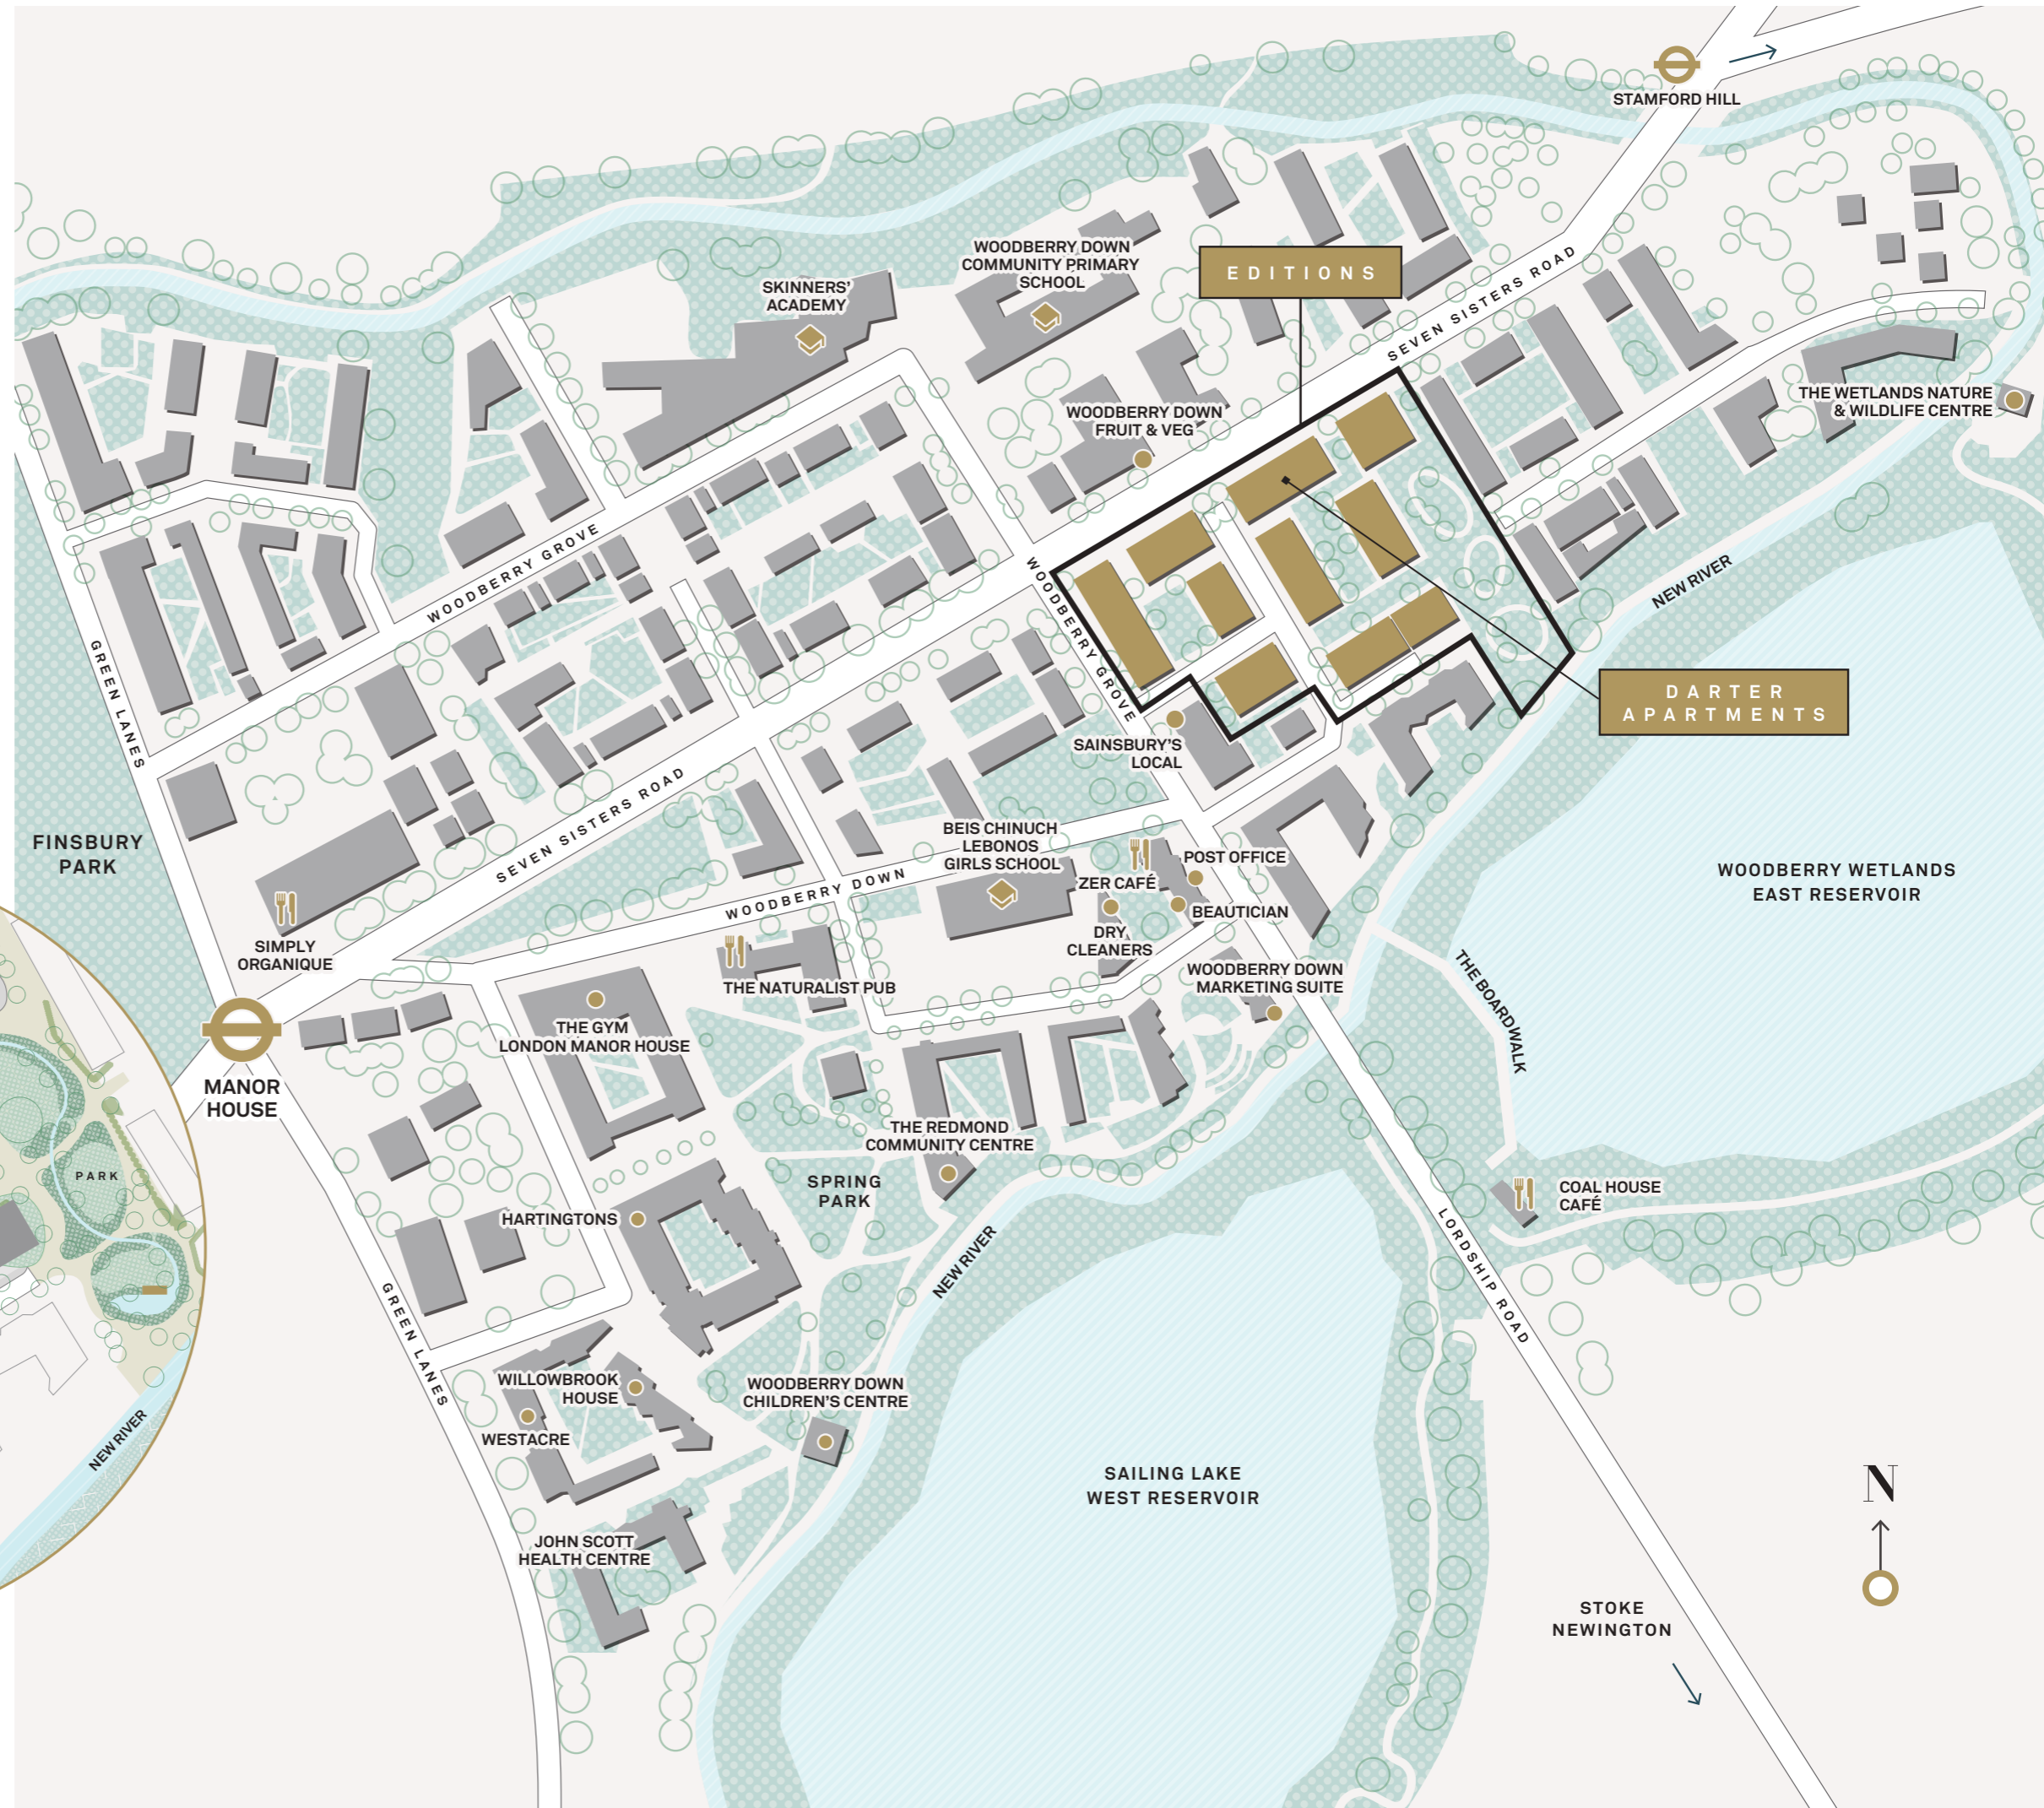 STAMFORD HILL
WOODBERRY DOWN
COMMUNITY PRIMARY
SCHOOL
EDITIONS
SKINNERS'
ACADEMY
SEVEN SISTERS ROAD
THE WETLANDS NATURE
& WILDLIFE CENTRE
WOODBERRY DOWN
FRUIT & VEG
WOODBERRY GROVE
WOODBERRY GROVE
NEW RIVER
GREEN LANES
DARTER
APARTMENTS
SAINSBURY'S
LOCAL
SEVEN SISTERS ROAD
FINSBURY
PARK
BEIS CHINUCH
LEBONOS
GIRLS SCHOOL
POST OFFICE
ZER CAFÉ
WOODBERRY WETLANDS
EAST RESERVOIR
WOODBERRY DOWN
BEAUTICIAN
DRY
CLEANERS
SIMPLY
ORGANIQUE
THE NATURALIST PUB
WOODBERRY DOWN
MARKETING SUITE
THE BOARDWALK
THE GYM
LONDON MANOR HOUSE
MANOR
HOUSE
THE REDMOND
COMMUNITY CENTRE
PARK
SPRING
PARK
COAL HOUSE
CAFÉ
HARTINGTONS
NEW RIVER
LORDSHIP ROAD
GREEN LANES
WILLOWBROOK
HOUSE
WOODBERRY DOWN
CHILDREN'S CENTRE
WESTACRE
NEW RIVER
SAILING LAKE
WEST RESERVOIR
N
JOHN SCOTT
HEALTH CENTRE
STOKE
NEWINGTON